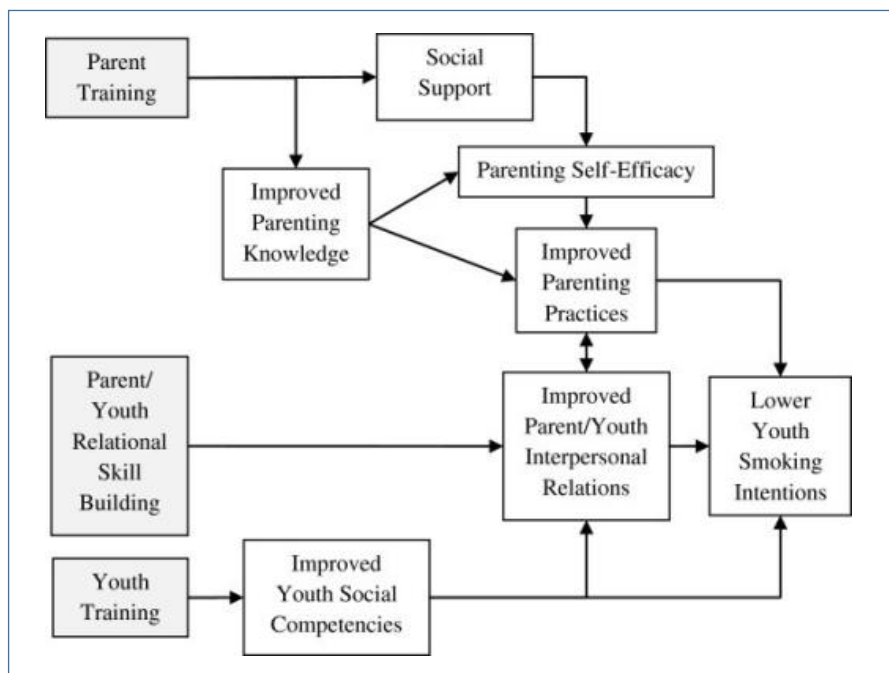 Parent
Training
Social
Support
Improved
Parenting
Knowledge
Parenting Self-Efficacy
Improved
Parenting
Practices
Parent/
Youth
Relational
Skill
Building
Improved
Parent/Youth
Interpersonal
Relations
Lower
Youth
Smoking
Intentions
Youth
Training
Improved
Youth Social
Competencies